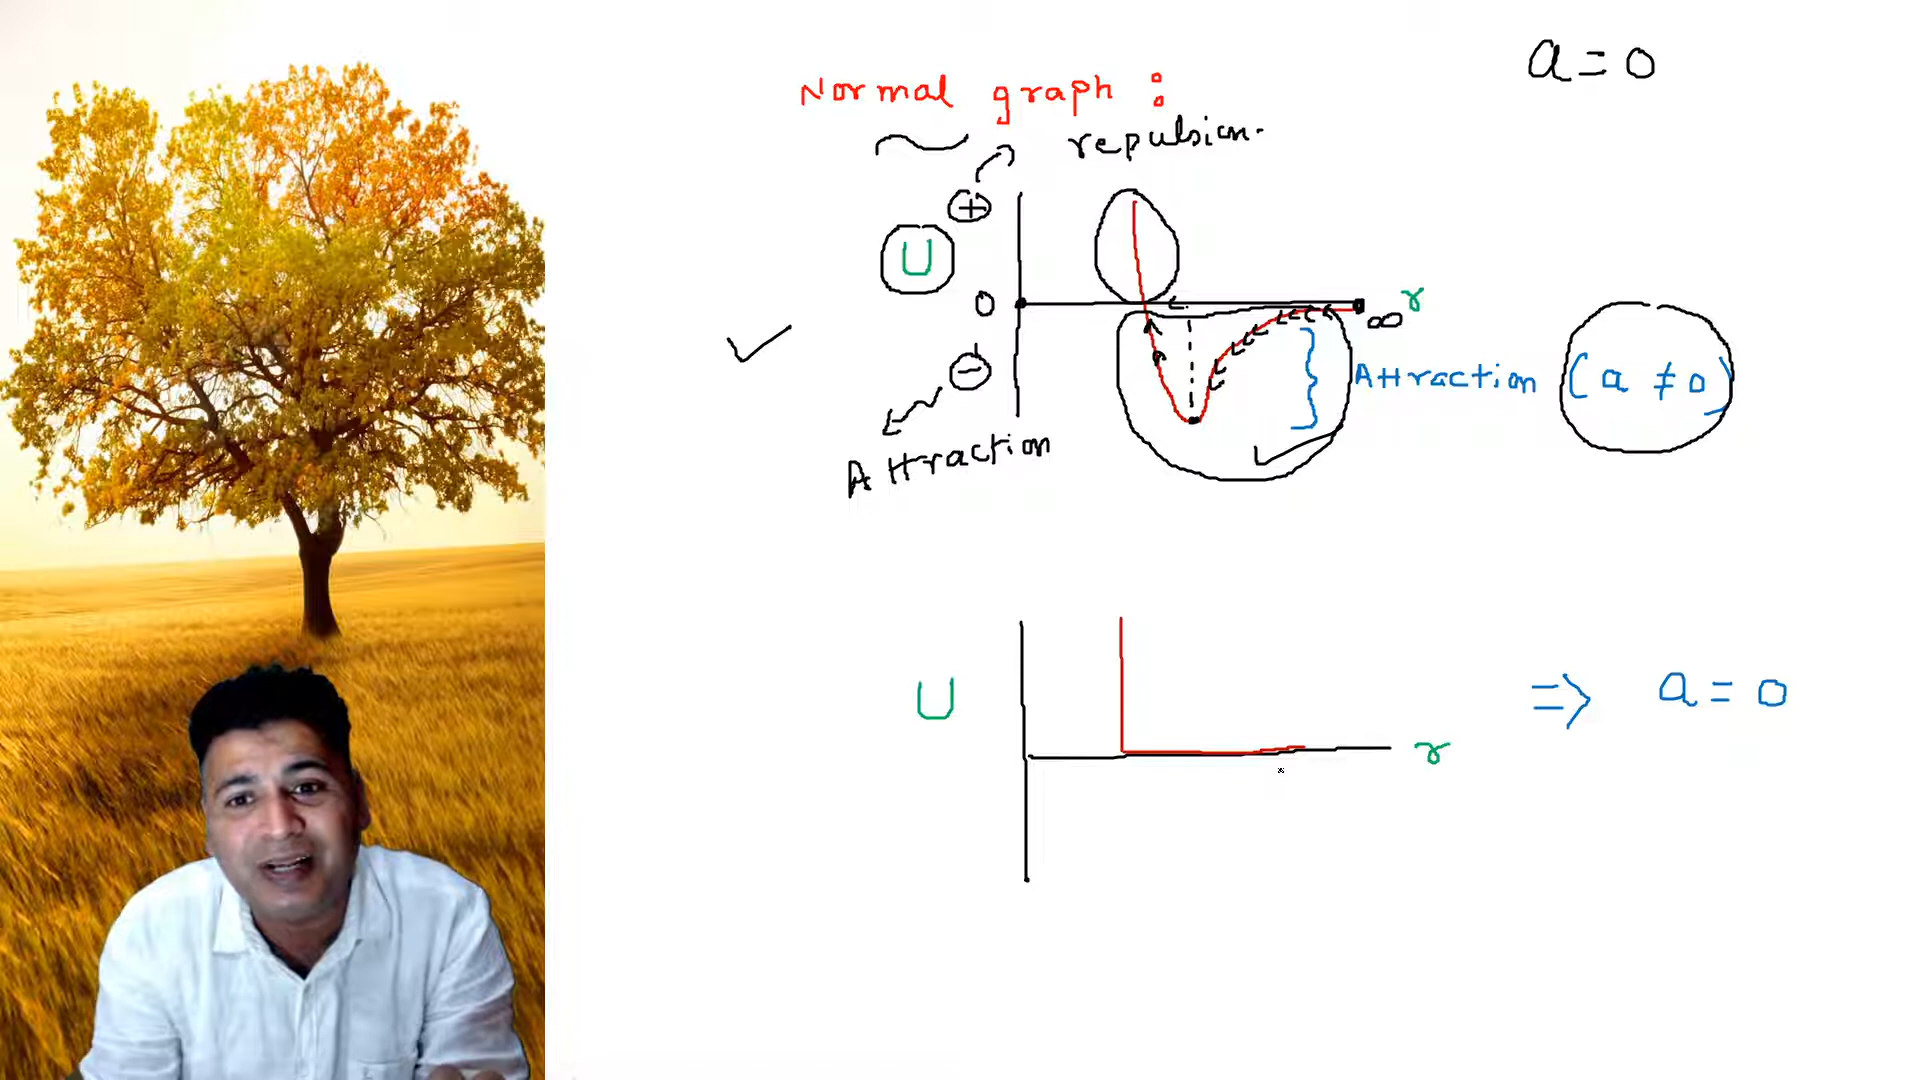 a = 0
Normal graph :
repulsion.
+
U
0
r
∞
−
Attraction (a ≠ 0)
Attraction
U
r
⇒ a = 0